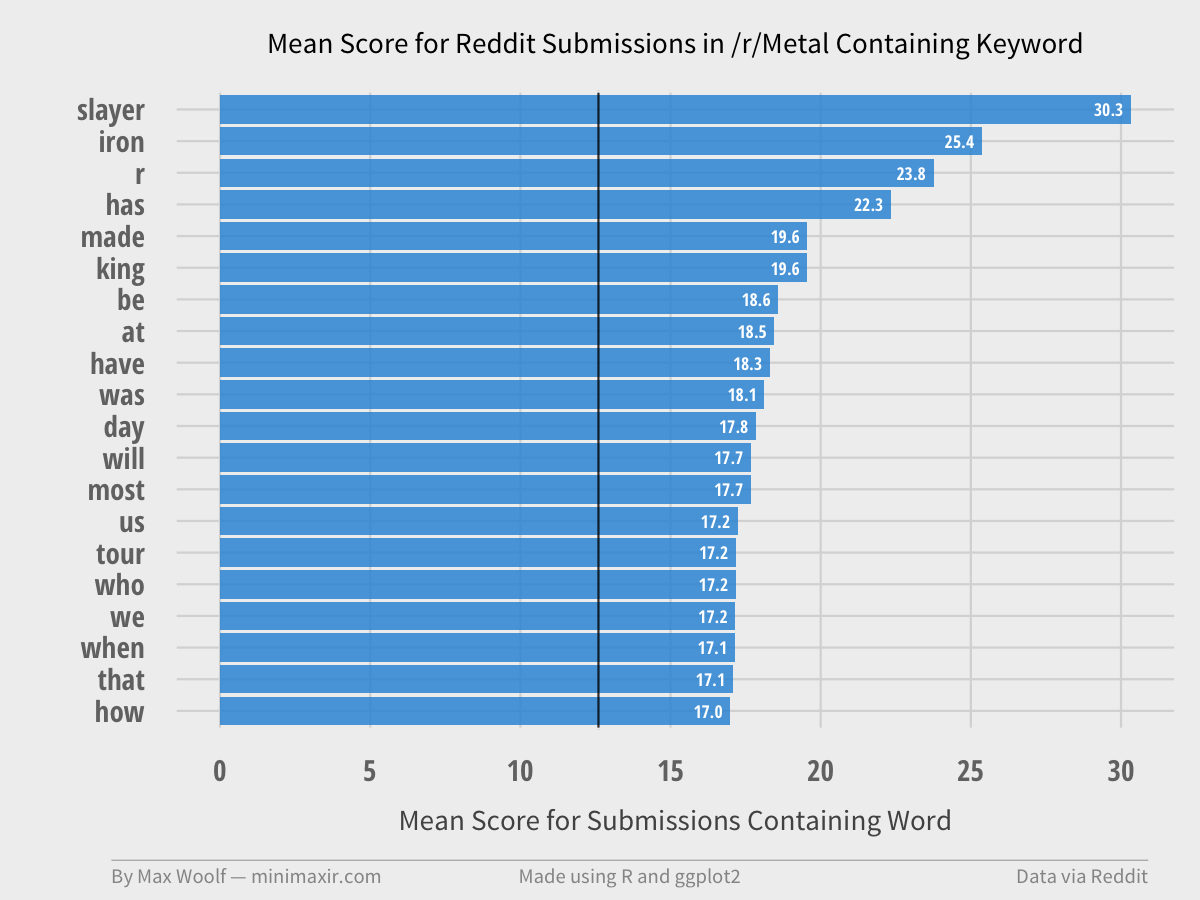 Mean Score for Reddit Submissions in /r/Metal Containing Keyword
slayer 30.3
iron 25.4
r 23.8
has 22.3
made 19.6
king 19.6
be 18.6
at 18.5
have 18.3
was 18.1
day 17.8
will 17.7
most 17.7
us 17.2
tour 17.2
who 17.2
we 17.2
when 17.1
that 17.1
how 17.0
0 5 10 15 20 25 30
Mean Score for Submissions Containing Word
By Max Woolf — minimaxir.com Made using R and ggplot2 Data via Reddit